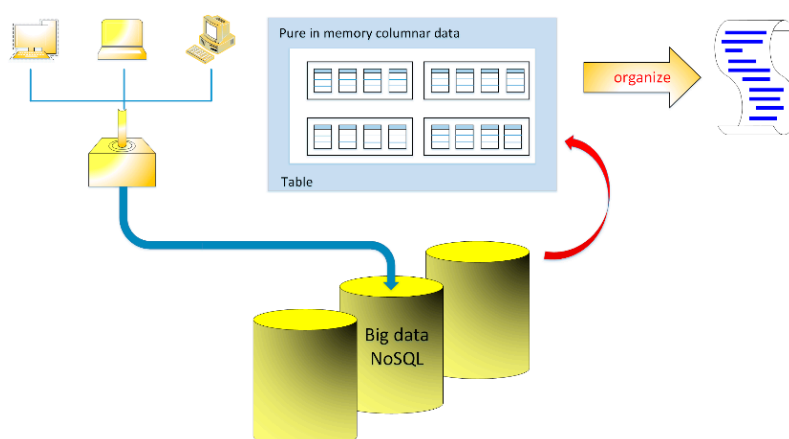 Pure in memory columnar data
organize
Table
Big data
NoSQL